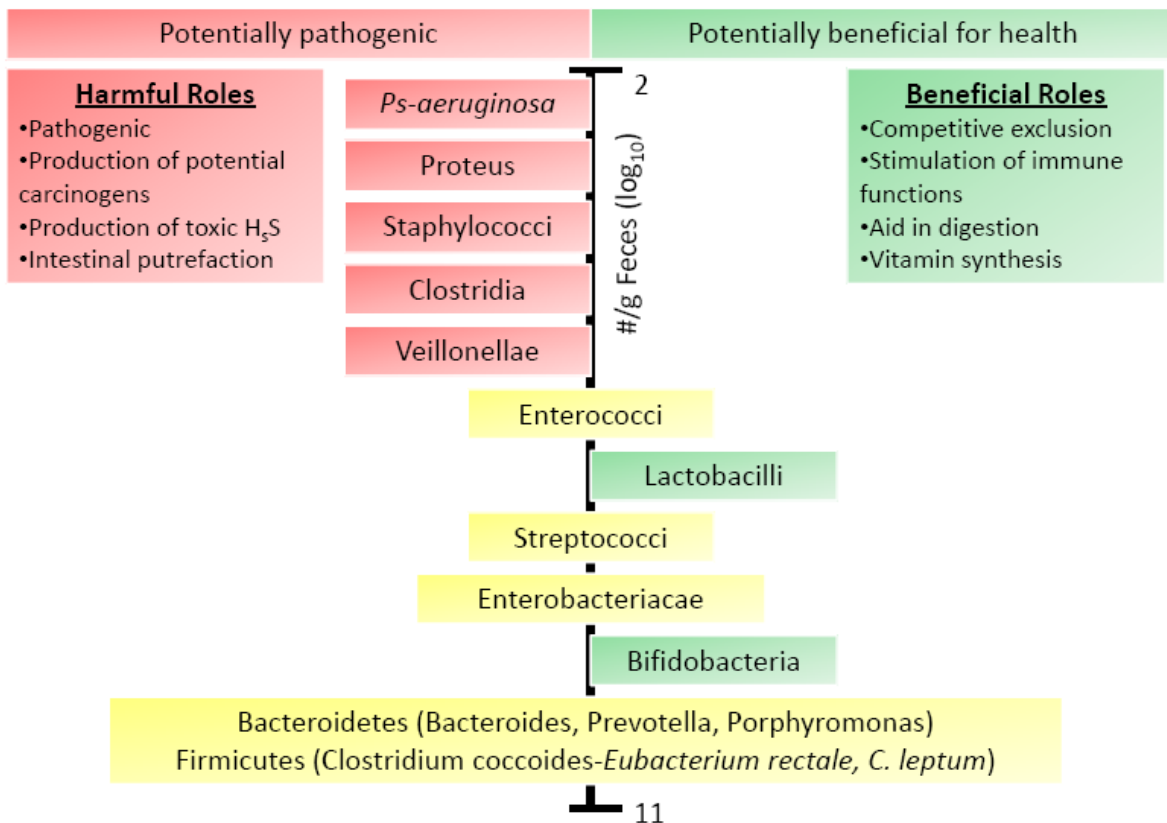 Potentially pathogenic
Potentially beneficial for health
Harmful Roles
•Pathogenic
•Production of potential
carcinogens
•Production of toxic HₛS
•Intestinal putrefaction
Ps-aeruginosa
Proteus
Staphylococci
Clostridia
Veillonellae
2
#/g Feces (log₁₀)
Beneficial Roles
•Competitive exclusion
•Stimulation of immune
functions
•Aid in digestion
•Vitamin synthesis
Enterococci
Lactobacilli
Streptococci
Enterobacteriacae
Bifidobacteria
Bacteroidetes (Bacteroides, Prevotella, Porphyromonas)
Firmicutes (Clostridium coccoides-Eubacterium rectale, C. leptum)
11